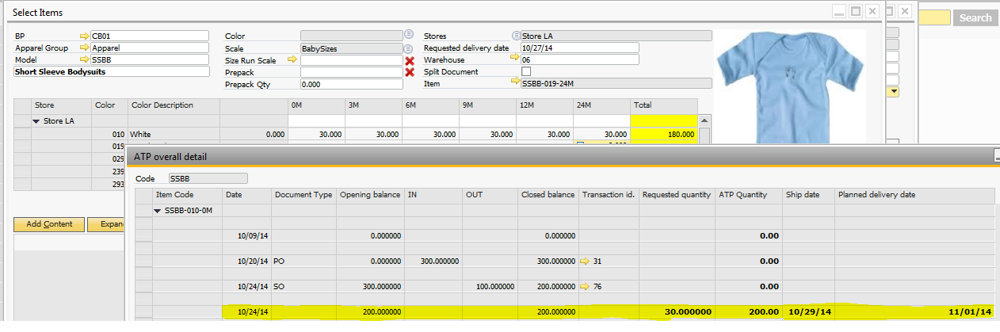 Select Items
Search
BP CB01 Color Stores Store LA
Apparel Group Apparel Scale BabySizes Requested delivery date 10/27/14
Model SSBB Size Run Scale Warehouse 06
Short Sleeve Bodysuits Prepack Split Document
Prepack Qty 0.000 Item SSBB-019-24M
Store Color Color Description 0M 3M 6M 9M 12M 24M Total
Store LA
010 White 0.000 30.000 30.000 30.000 30.000 30.000 30.000 180.000
019
029
239
293
Add Content Expan
ATP overall detail
Code SSBB
Item Code Date Document Type Opening balance IN OUT Closed balance Transaction id. Requested quantity ATP Quantity Ship date Planned delivery date
SSBB-010-0M
10/09/14 0.000000 0.000000 0.00
10/20/14 PO 0.000000 300.000000 300.000000 31 0.00
10/24/14 SO 300.000000 100.000000 200.000000 76 0.00
10/24/14 200.000000 200.000000 30.000000 200.00 10/29/14 11/01/14